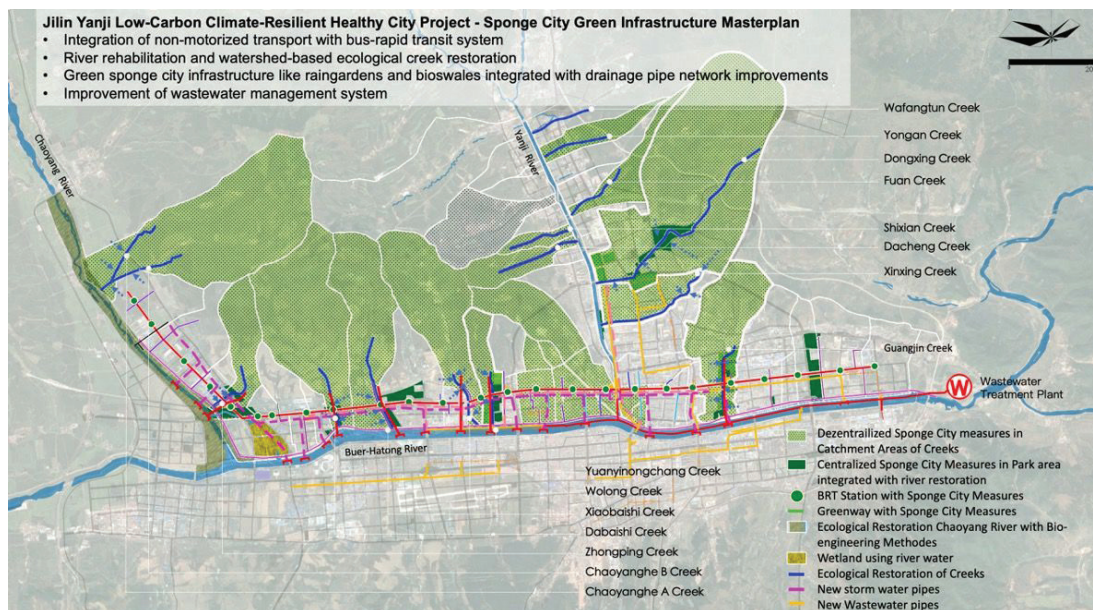 Jilin Yanji Low-Carbon Climate-Resilient Healthy City Project - Sponge City Green Infrastructure Masterplan
• Integration of non-motorized transport with bus-rapid transit system
• River rehabilitation and watershed-based ecological creek restoration
• Green sponge city infrastructure like raingardens and bioswales integrated with drainage pipe network improvements
• Improvement of wastewater management system
Chaoyang River
Yanji River
Wafangtun Creek
Yongan Creek
Dongxing Creek
Fuan Creek
Shixian Creek
Dacheng Creek
Xinxing Creek
Guangjin Creek
W
Wastewater
Treatment Plant
Buer-Hatong River
Yuanyinongchang Creek
Wolong Creek
Xiaobaishi Creek
Dabaishi Creek
Zhongping Creek
Chaoyanghe B Creek
Chaoyanghe A Creek
Dezentrailized Sponge City measures in
Catchment Areas of Creeks
Centralized Sponge City Measures in Park area
integrated with river restoration
BRT Station with Sponge City Measures
Greenway with Sponge City Measures
Ecological Restoration Chaoyang River with Bio-
engineering Methodes
Wetland using river water
Ecological Restoration of Creeks
New storm water pipes
New Wastewater pipes